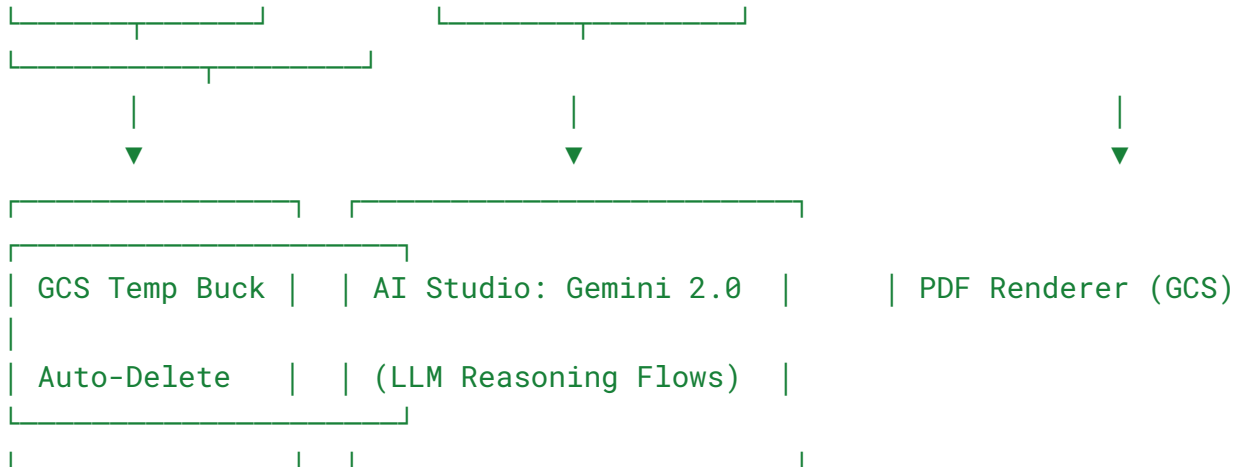 GCS Temp Buck AI Studio: Gemini 2.0 PDF Renderer (GCS)
Auto-Delete (LLM Reasoning Flows)